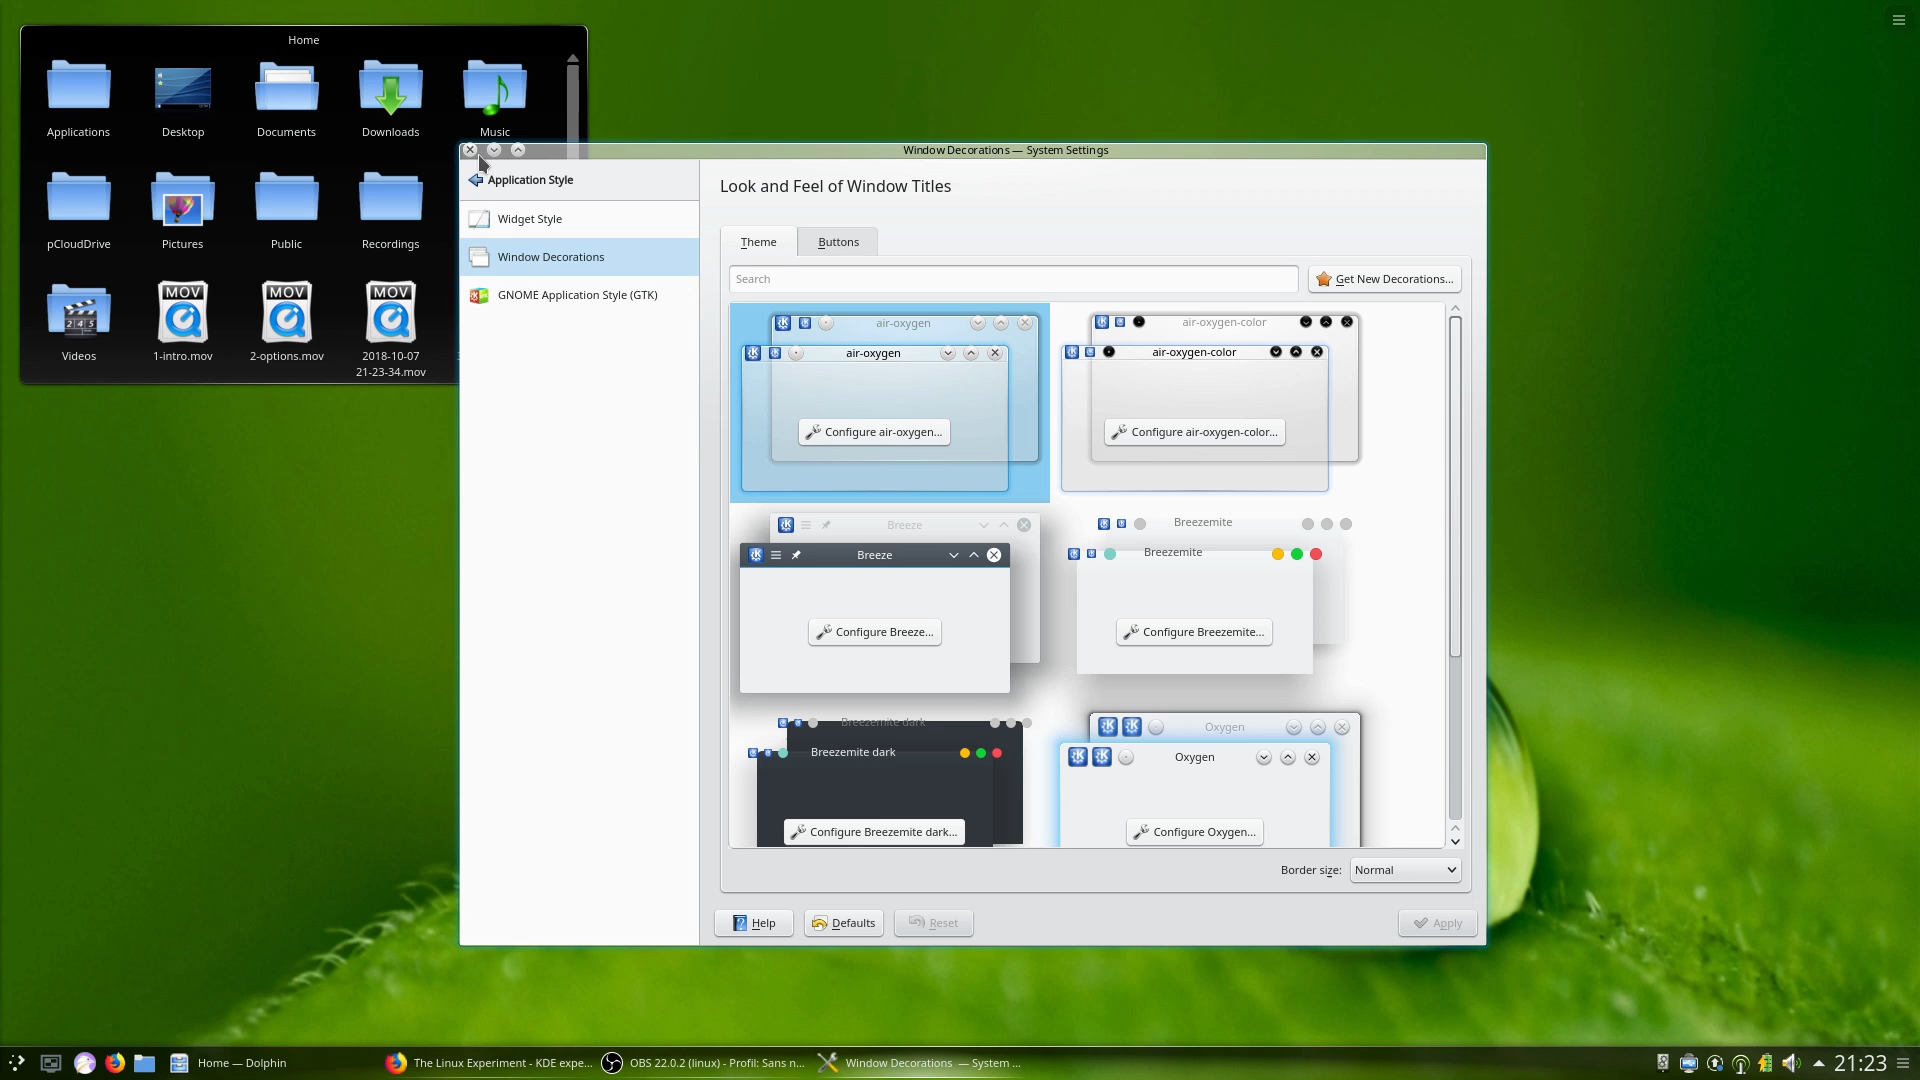 Home
Applications
Desktop
Documents
Downloads
Music
pCloudDrive
Pictures
Public
Recordings
Videos
MOV
1-intro.mov
MOV
2-options.mov
MOV
2018-10-07
21-23-34.mov
Window Decorations — System Settings
Application Style
Widget Style
Window Decorations
GNOME Application Style (GTK)
Look and Feel of Window Titles
Theme
Buttons
Search
Get New Decorations...
air-oxygen
air-oxygen
Configure air-oxygen...
air-oxygen-color
air-oxygen-color
Configure air-oxygen-color...
Breeze
Breeze
Configure Breeze...
Breezemite
Breezemite
Configure Breezemite...
Breezemite dark
Breezemite dark
Configure Breezemite dark...
Oxygen
Oxygen
Configure Oxygen...
Border size:
Normal
Help
Defaults
Reset
Apply
Home — Dolphin
The Linux Experiment - KDE expe...
OBS 22.0.2 (linux) - Profil: Sans n...
Window Decorations — System ...
21:23